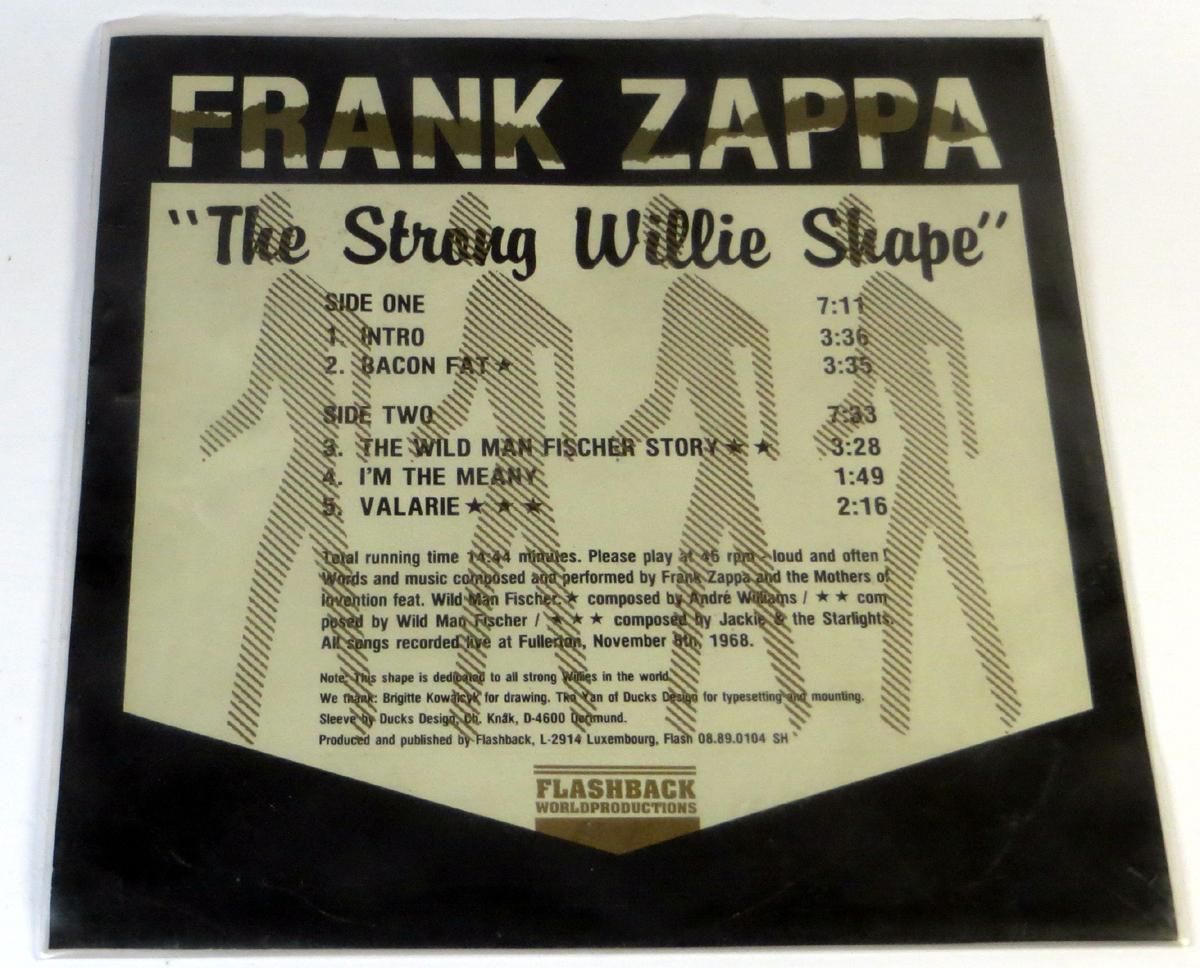 FRANK ZAPPA
"The Strong Willie Shape"
SIDE ONE 7:11
1. INTRO 3:36
2. BACON FAT★ 3:35
SIDE TWO 7:33
3. THE WILD MAN FISCHER STORY★★ 3:28
4. I'M THE MEANY 1:49
5. VALARIE★★★ 2:16
Total running time 14:44 minutes. Please play at 45 rpm - loud and often!
Words and music composed and performed by Frank Zappa and the Mothers of
Invention feat. Wild Man Fischer. ★ composed by André Williams / ★★ com
posed by Wild Man Fischer / ★★★ composed by Jackie & the Starlights.
All songs recorded live at Fullerton, November 8th, 1968.
Note: This shape is dedicated to all strong Willies in the world.
We thank: Brigitte Kowalcyk for drawing. The Yan of Ducks Design for typesetting and mounting.
Sleeve by Ducks Design, Ch. Knák, D-4600 Dortmund.
Produced and published by Flashback, L-2914 Luxembourg, Flash 08.89.0104 SH
FLASHBACK
WORLDPRODUCTIONS